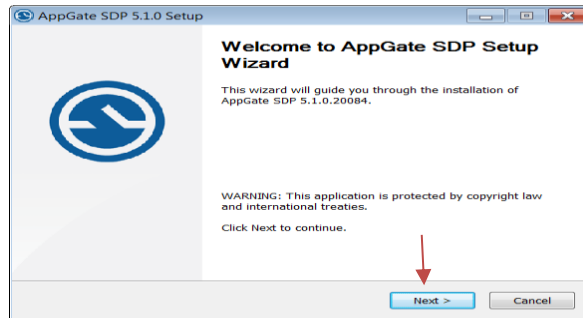 AppGate SDP 5.1.0 Setup
Welcome to AppGate SDP Setup
Wizard
This wizard will guide you through the installation of
AppGate SDP 5.1.0.20084.
WARNING: This application is protected by copyright law
and international treaties.
Click Next to continue.
Next >
Cancel